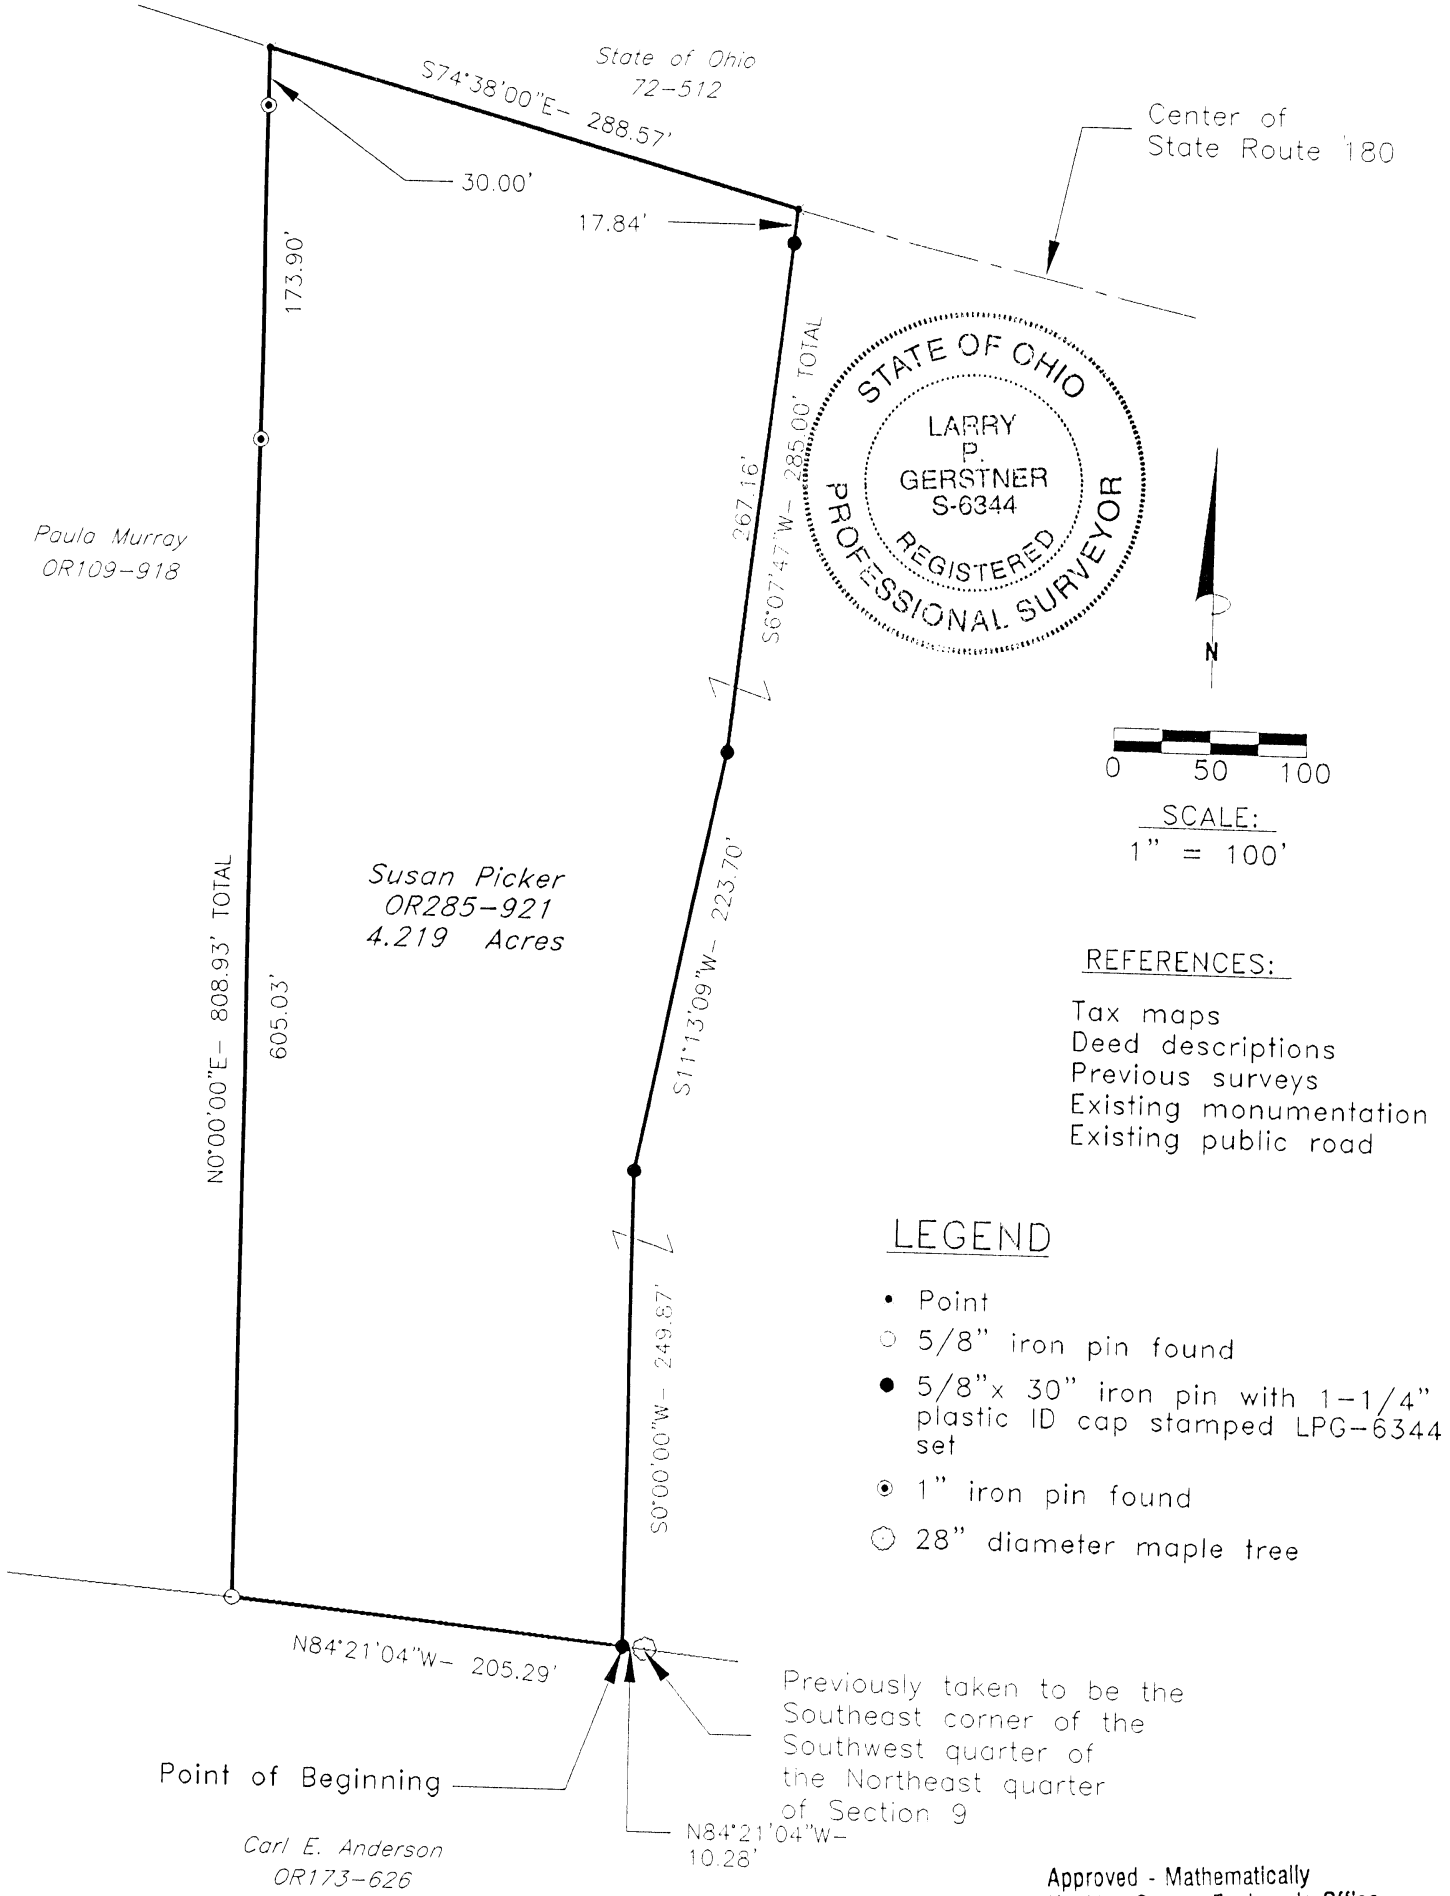 State of Ohio
72-512
S74°38'00"E- 288.57'
Center of
State Route 180
30.00'
17.84'
173.90'
STATE OF OHIO
LARRY
P.
GERSTNER
S-6344
REGISTERED
PROFESSIONAL SURVEYOR
267.16'
S6°07'47"W- 285.00' TOTAL
Paula Murray
OR109-918
N
0 50 100
SCALE:
1" = 100'
Susan Picker
OR285-921
4.219 Acres
N0°00'00"E- 808.93' TOTAL
605.03'
S11°13'09"W- 223.70'
REFERENCES:
Tax maps
Deed descriptions
Previous surveys
Existing monumentation
Existing public road
LEGEND
Point
5/8" iron pin found
5/8"x 30" iron pin with 1-1/4"
plastic ID cap stamped LPG-6344
set
1" iron pin found
28" diameter maple tree
S0°00'00"W- 249.87'
N84°21'04"W- 205.29'
Previously taken to be the
Southeast corner of the
Southwest quarter of
the Northeast quarter
of Section 9
Point of Beginning
N84°21'04"W-
10.28'
Carl E. Anderson
OR173-626
Approved - Mathematically